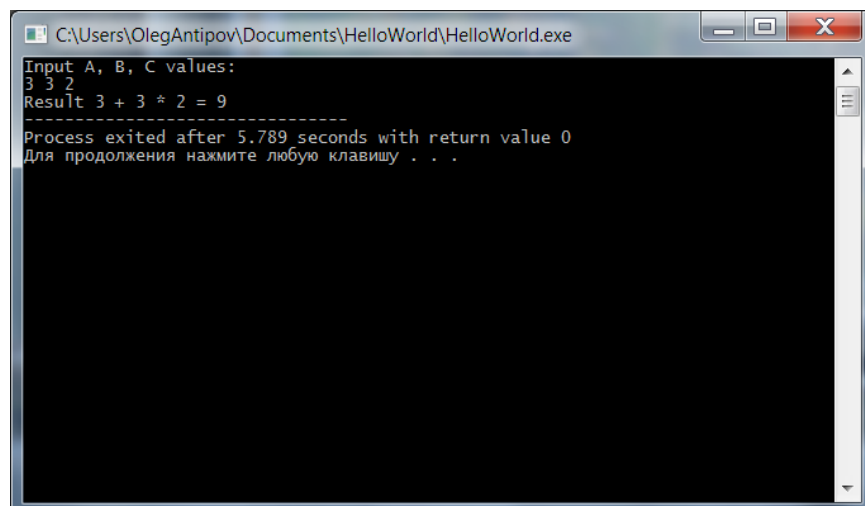 C:\Users\OlegAntipov\Documents\HelloWorld\HelloWorld.exe
Input A, B, C values:
3 3 2
Result 3 + 3 * 2 = 9
--------------------------------
Process exited after 5.789 seconds with return value 0
Для продолжения нажмите любую клавишу . . .